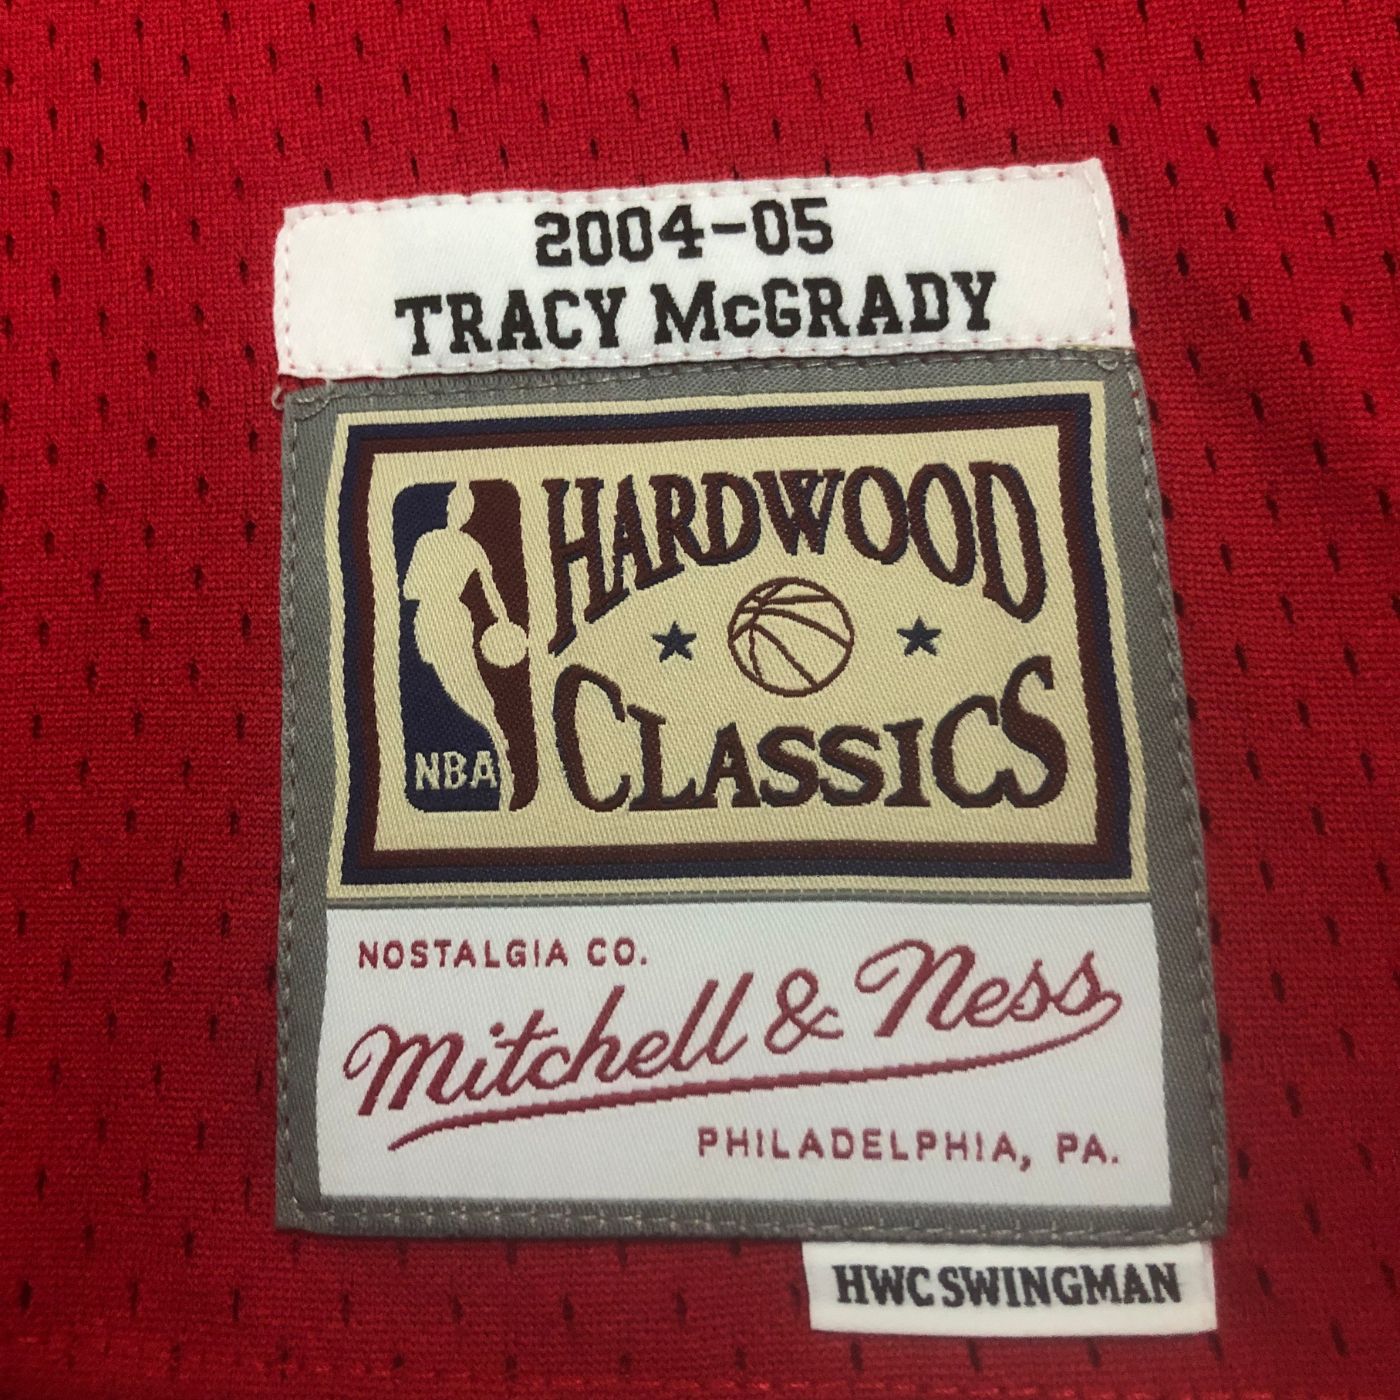 2004-05
TRACY McGRADY
HARDWOOD
CLASSICS
NBA
NOSTALGIA CO.
Mitchell & Ness
PHILADELPHIA, PA.
HWC SWINGMAN